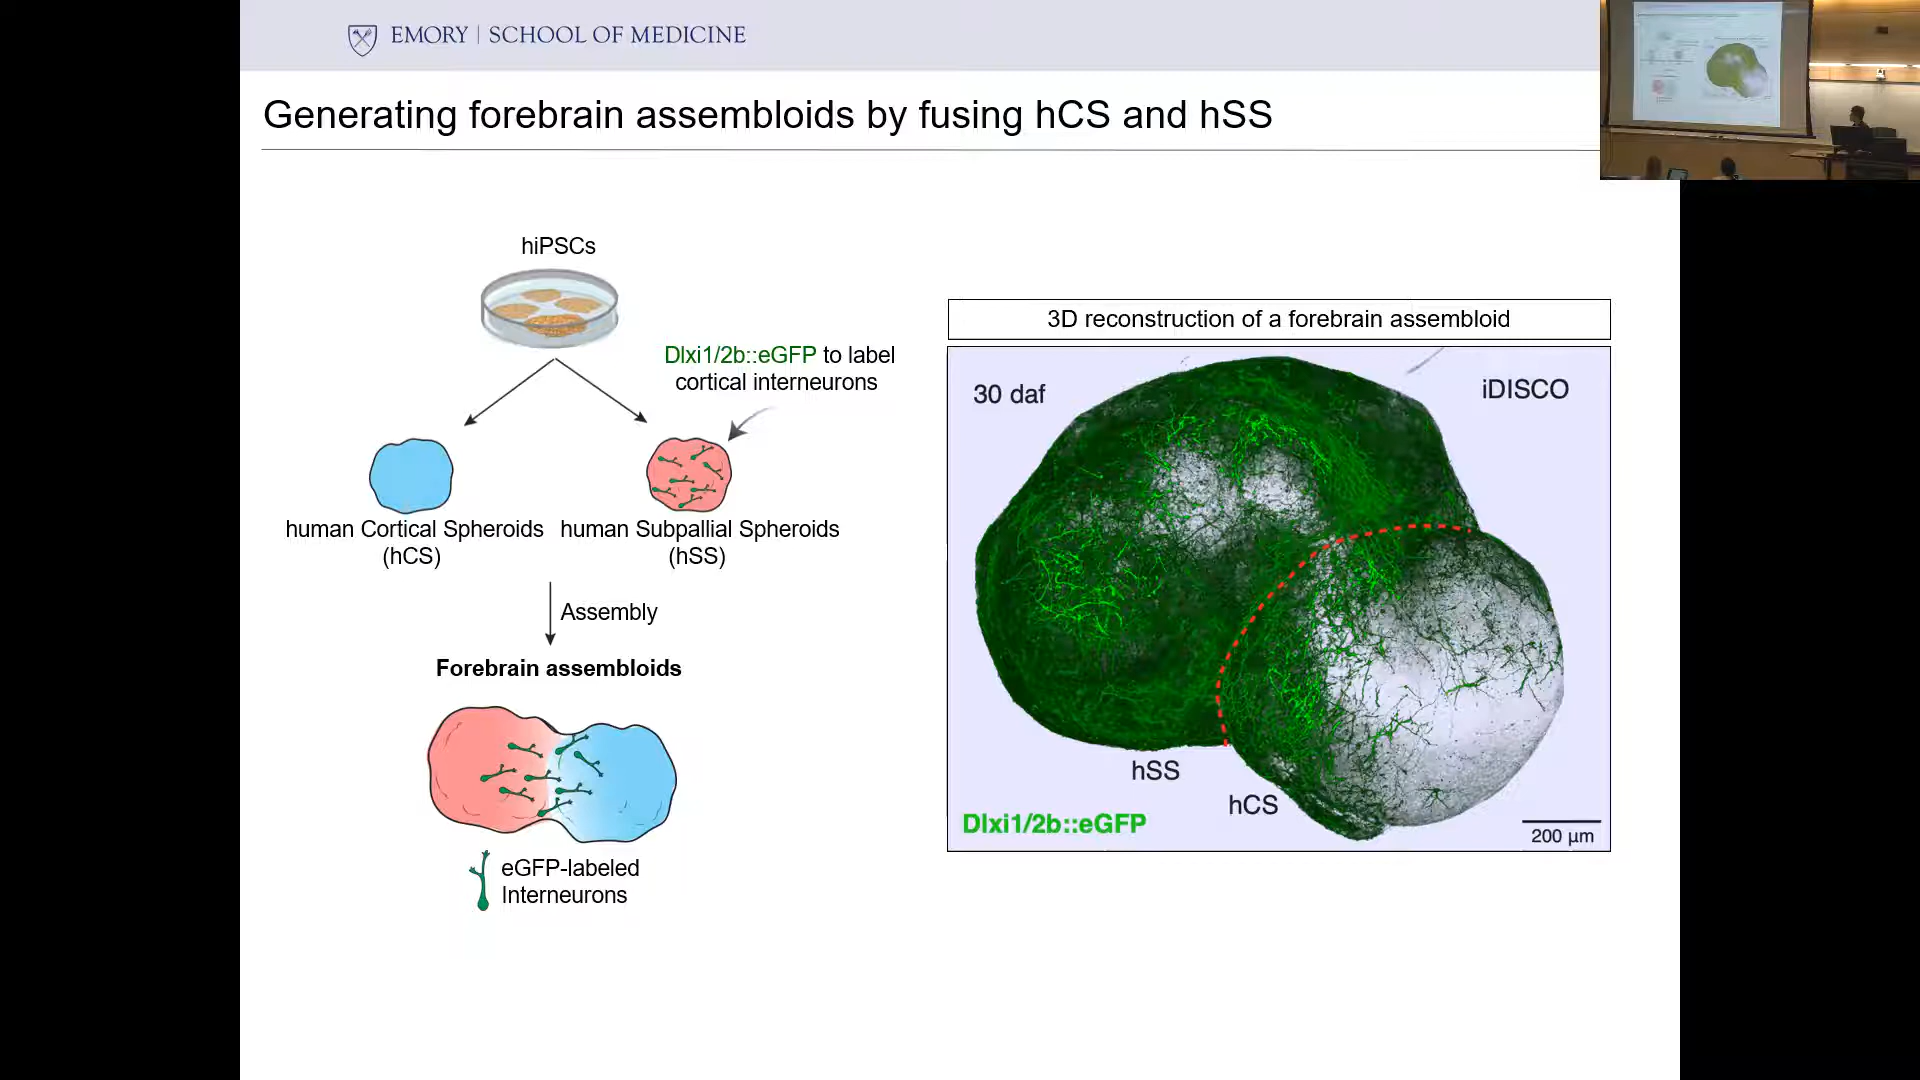 EMORY | SCHOOL OF MEDICINE
Generating forebrain assembloids by fusing hCS and hSS
hiPSCs
Dlxi1/2b::eGFP to label
cortical interneurons
human Cortical Spheroids
(hCS)
human Subpallial Spheroids
(hSS)
Assembly
Forebrain assembloids
eGFP-labeled
Interneurons
3D reconstruction of a forebrain assembloid
30 daf
iDISCO
hSS
hCS
Dlxi1/2b::eGFP
200 µm